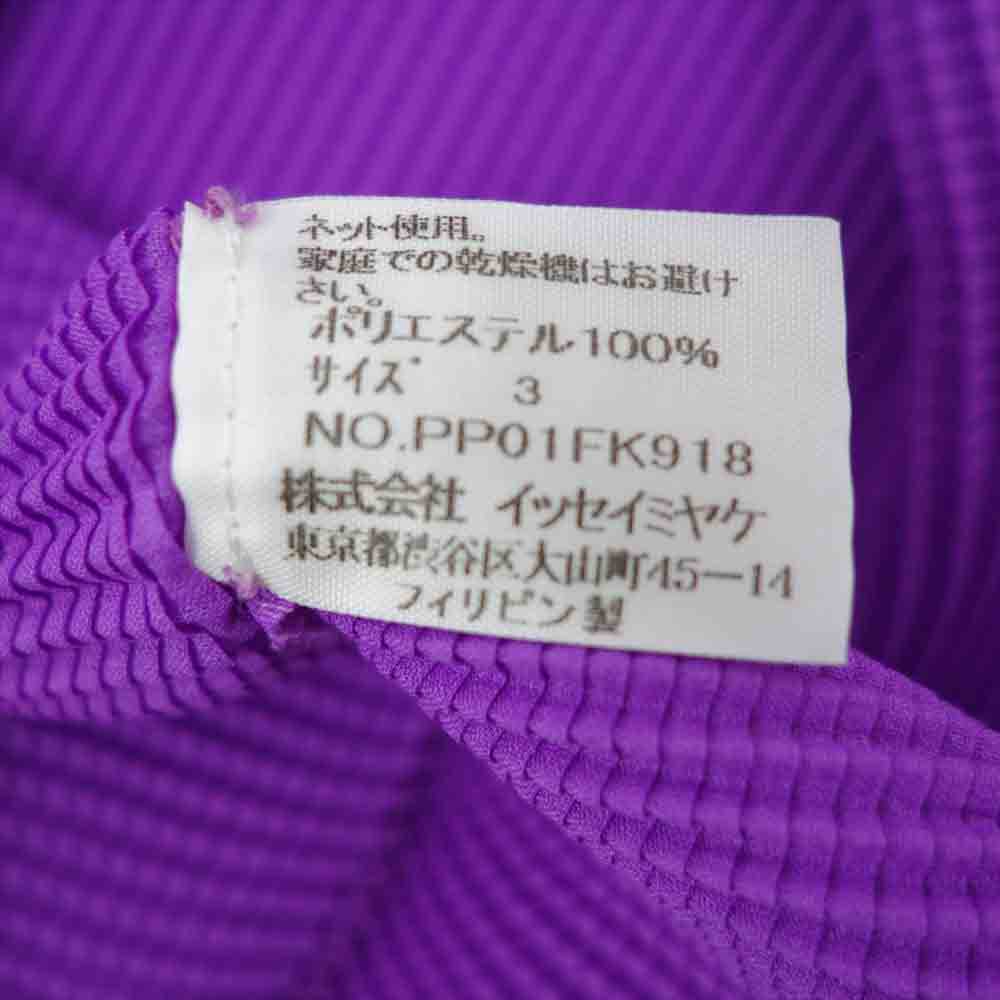 ネット使用。
家庭での乾燥機はお避け
さい。
ポリエステル100%
サイズ 3
NO.PP01FK918
株式会社 イッセイミヤケ
東京都渋谷区大山町45-14
フィリピン製